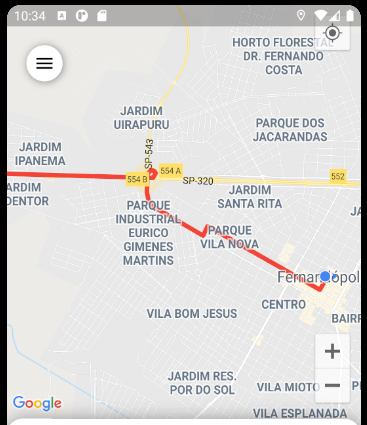 10:34
HORTO FLORESTAL
DR. FERNANDO
COSTA
JARDIM
UIRAPURU
PARQUE DOS
JACARANDAS
JARDIM
IPANEMA
SP-543
554 A
554 B
SP-320
552
ARDIM
DENTOR
JARDIM
SANTA RITA
JA
PARQUE
INDUSTRIAL
EURICO
GIMENES
MARTINS
PARQUE
VILA NOVA
Fernandópol
CENTRO
BAIRR
VILA BOM JESUS
JARDIM RES.
POR DO SOL
VILA MIOTO
VILA ESPLANADA
Google